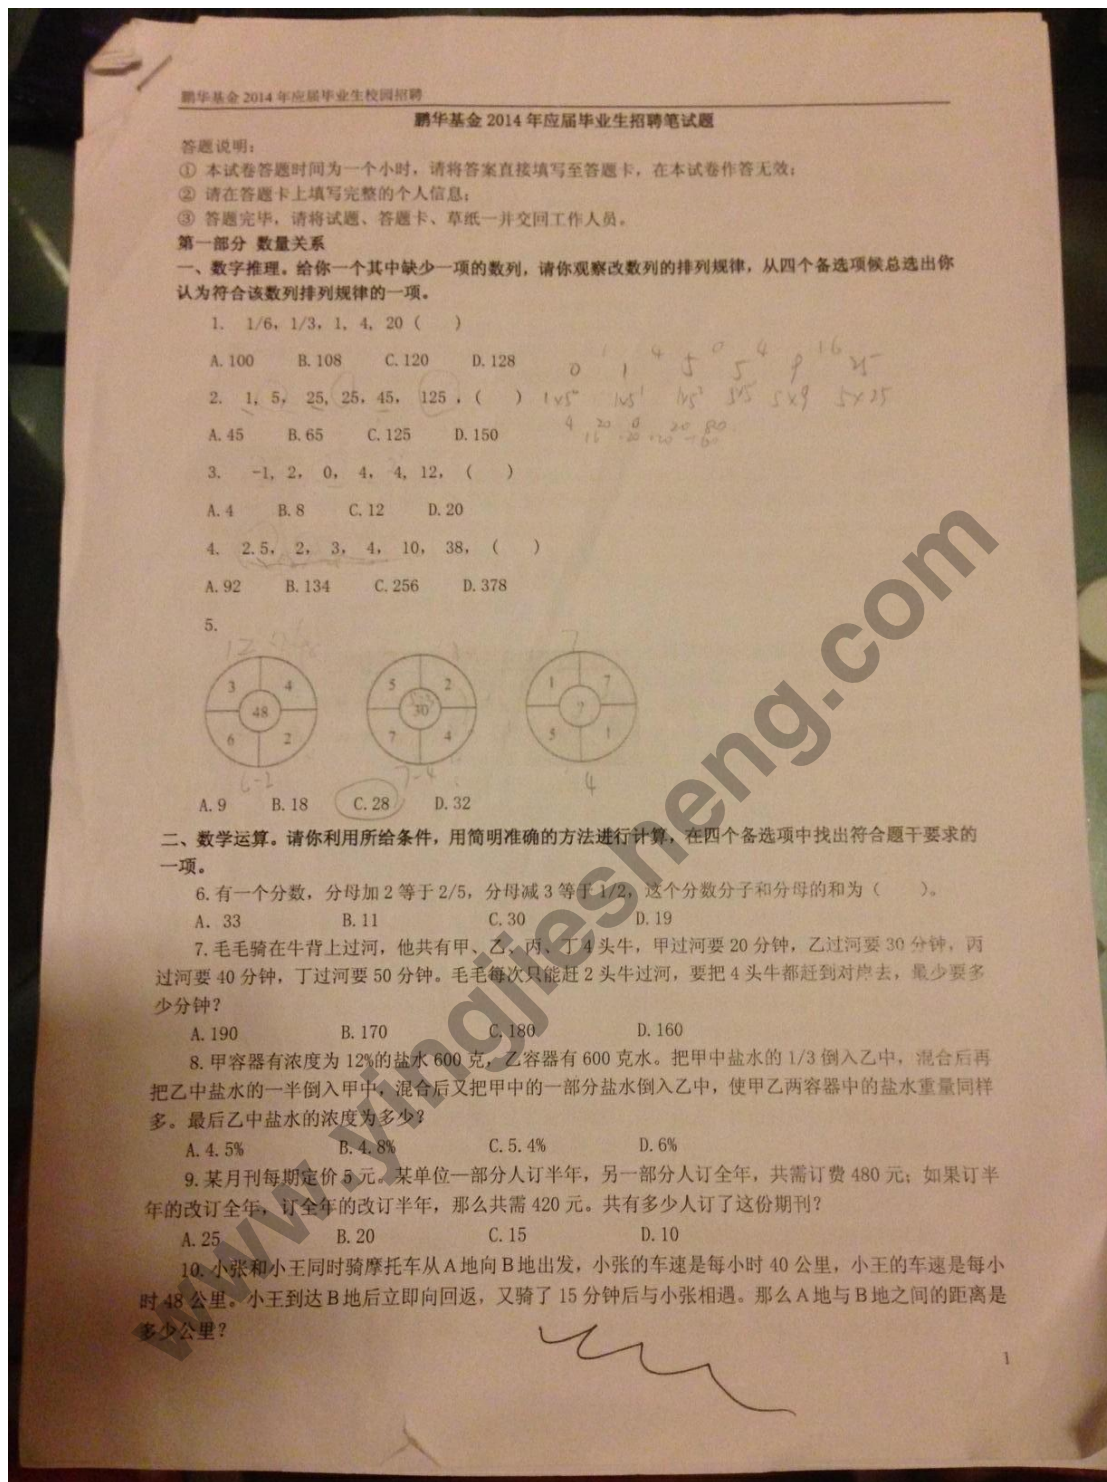 鹏华基金 2014 年应届毕业生校园招聘
鹏华基金 2014 年应届毕业生招聘笔试题
答题说明：
① 本试卷答题时间为一个小时，请将答案直接填写至答题卡，在本试卷作答无效；
② 请在答题卡上填写完整的个人信息；
③ 答题完毕，请将试题、答题卡、草纸一并交回工作人员。
第一部分 数量关系
一、数字推理。给你一个其中缺少一项的数列，请你观察改数列的排列规律，从四个备选项候总选出你
认为符合该数列排列规律的一项。
1. 1/6，1/3，1，4，20（ ）
A.100 B.108 C.120 D.128
1 4 0 4 16
0 1 5 5 9 25
2. 1，5， 25，25，45， 125 ，（ ）
5×9 5×25
A.45 B.65 C.125 D.150
3. -1，2， 0， 4， 4，12，（ ）
A.4 B.8 C.12 D.20
4. 2.5， 2， 3， 4， 10， 38，（ ）
A.92 B.134 C.256 D.378
5.
12
7
3 4 5 2 1 7
48 30 ?
6 2 7 4 5 1
6-2 7-4 4
A.9 B.18 C.28 D.32
二、数学运算。请你利用所给条件，用简明准确的方法进行计算，在四个备选项中找出符合题干要求的
一项。
6.有一个分数，分母加 2 等于 2/5，分母减 3 等于 1/2，这个分数分子和分母的和为（ ）。
A. 33 B.11 C.30 D.19
7.毛毛骑在牛背上过河，他共有甲、乙、丙、丁 4 头牛，甲过河要 20 分钟，乙过河要 30 分钟，丙
过河要 40 分钟，丁过河要 50 分钟。毛毛每次只能赶 2 头牛过河，要把 4 头牛都赶到对岸去，最少要多
少分钟？
A.190 B.170 C.180 D.160
8.甲容器有浓度为 12%的盐水 600 克，乙容器有 600 克水。把甲中盐水的 1/3 倒入乙中，混合后再
把乙中盐水的一半倒入甲中，混合后又把甲中的一部分盐水倒入乙中，使甲乙两容器中的盐水重量同样
多。最后乙中盐水的浓度为多少？
A.4.5% B.4.8% C.5.4% D.6%
9.某月刊每期定价 5 元。某单位一部分人订半年，另一部分人订全年，共需订费 480 元；如果订半
年的改订全年，订全年的改订半年，那么共需 420 元。共有多少人订了这份期刊？
A.25 B.20 C.15 D.10
10.小张和小王同时骑摩托车从 A 地向 B 地出发，小张的车速是每小时 40 公里，小王的车速是每小
时 48 公里。小王到达 B 地后立即向回返，又骑了 15 分钟后与小张相遇。那么 A 地与 B 地之间的距离是
多少公里？
1
www.yingjiesheng.com